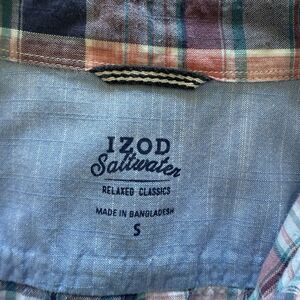 IZOD
Saltwater
RELAXED CLASSICS
MADE IN BANGLADESH
S